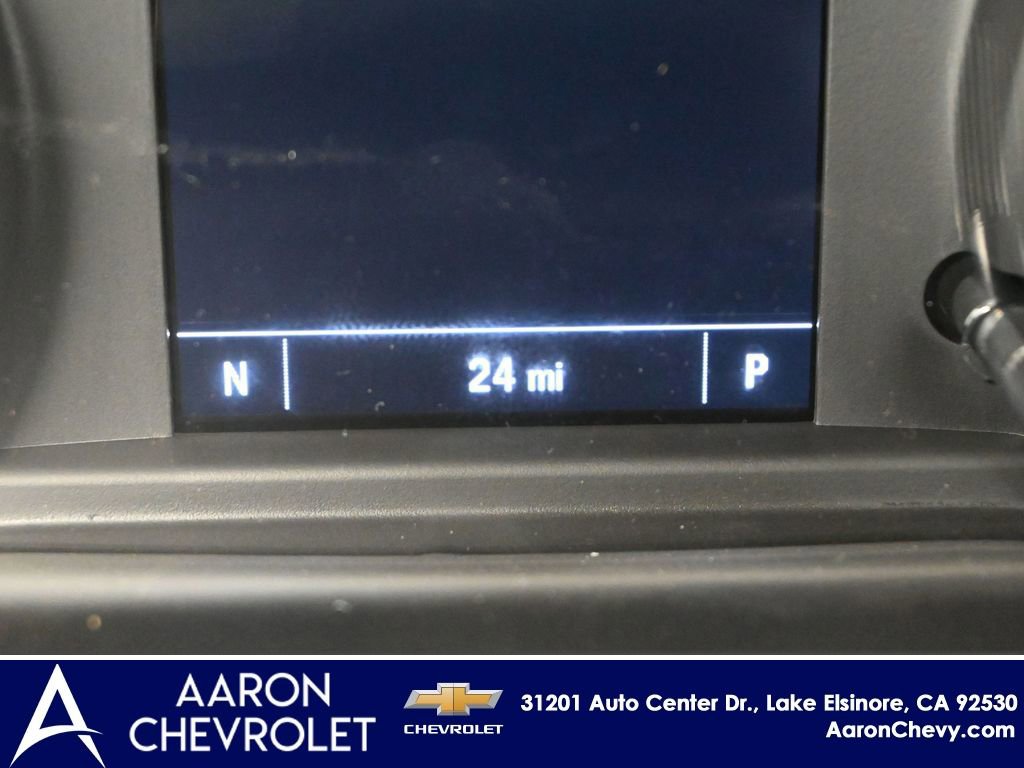 N 24 mi P
AARON
CHEVROLET
CHEVROLET
31201 Auto Center Dr., Lake Elsinore, CA 92530
AaronChevy.com